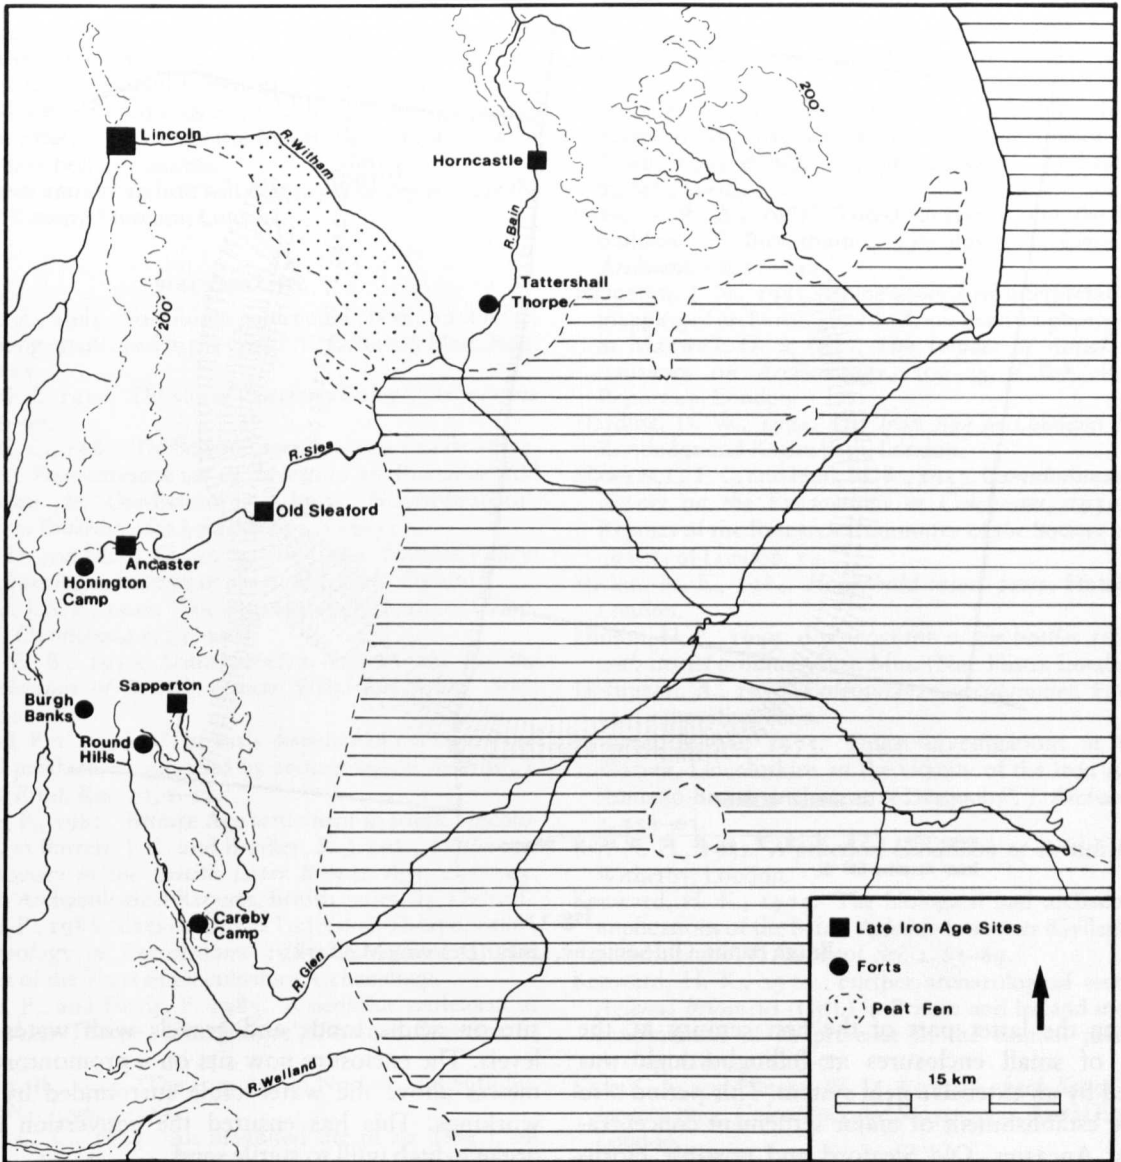 Lincoln
R.Witham
200'
Horncastle
R.Bain
200'
Tattershall
Thorpe
R. Slea
Old Sleaford
Ancaster
Honington
Camp
Sapperton
Burgh
Banks
Round
Hills
Careby
Camp
R. Glen
R.Welland
Late Iron Age Sites
Forts
Peat Fen
15 km